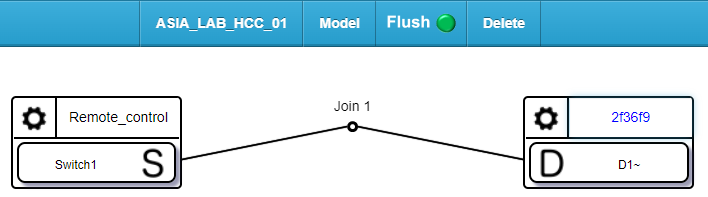 ASIA_LAB_HCC_01 Model Flush Delete
Join 1
Remote_control
2f36f9
Switch1 S
D D1~